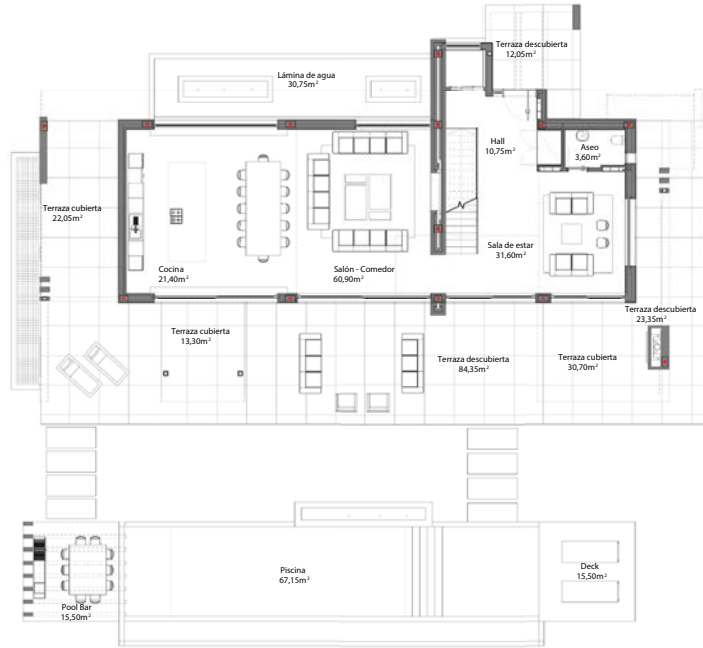 Terraza descubierta
12,05m²
Lámina de agua
30,75m²
Hall
10,75m²
Aseo
3,60m²
Terraza cubierta
22,05m²
Sala de estar
31,60m²
Cocina
21,40m²
Salón - Comedor
60,90m²
Terraza descubierta
23,35m²
Terraza cubierta
13,30m²
Terraza descubierta
84,35m²
Terraza cubierta
30,70m²
Piscina
67,15m²
Deck
15,50m²
Pool Bar
15,50m²